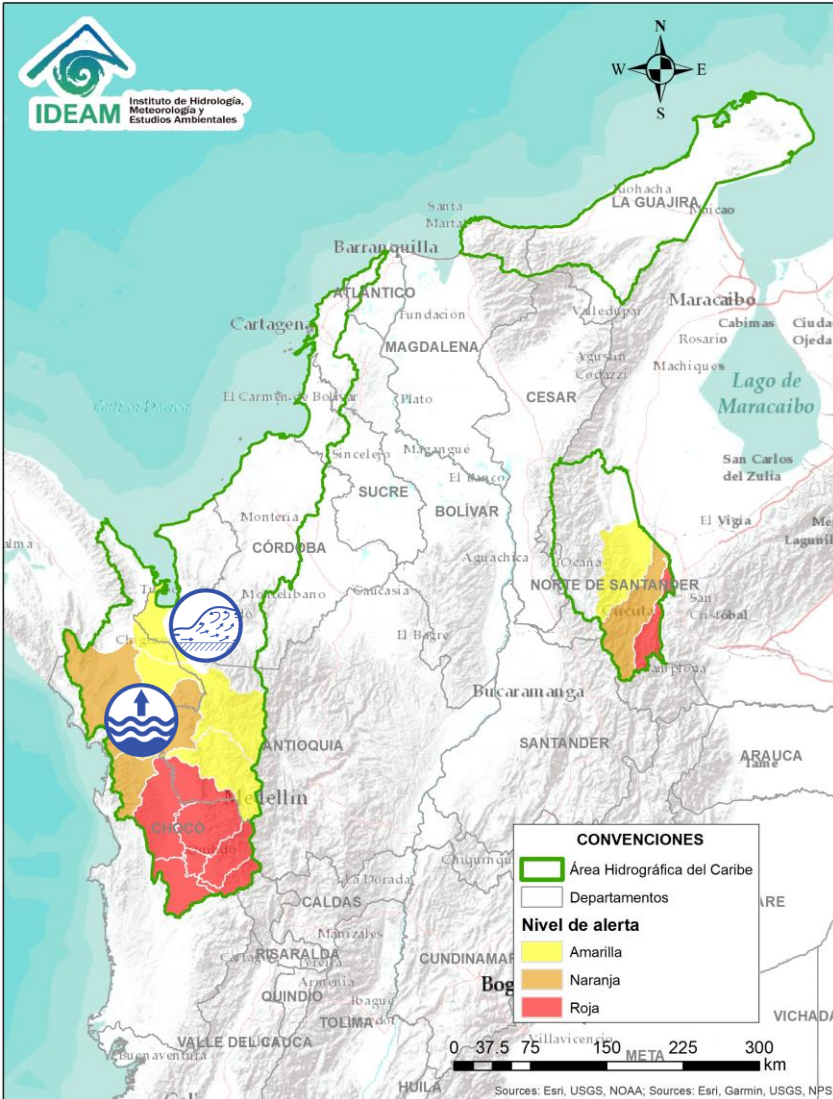 IDEAM
Instituto de Hidrología,
Meteorología y
Estudios Ambientales
N
W
E
S
Riohacha
LA GUAJIRA
Maicao
Santa
Marta
Barranquilla
ATLÁNTICO
Maracaibo
Fundación
Valledupar
Cabimas
Ciudad
Ojeda
Cartagena
Rosario
MAGDALENA
Machiques
Agustín
Codazzi
Lago de
Maracaibo
CESAR
El Carmen de Bolívar
Plato
Sincelejo
Magangué
San Carlos
del Zulia
El Banco
SUCRE
BOLÍVAR
El Vigía
Montería
CÓRDOBA
Aguachica
Ocaña
Montelíbano
Caucasia
NORTE DE SANTANDER
San
Cristóbal
Cúcuta
El Bagre
Pamplona
Bucaramanga
ANTIOQUIA
SANTANDER
ARAUCA
Tame
Medellín
CHOCÓ
Quibdó
La Dorada
CALDAS
Manizales
RISARALDA
Pereira
CUNDINAMAR
Armenia
QUINDIO
Ibagué
Bog
TOLIMA
VICHADA
VALLE DEL CAUCA
Villavicencio
Buenaventura
META
HUILA
CONVENCIONES
Área Hidrográfica del Caribe
Departamentos
Nivel de alerta
Amarilla
Naranja
Roja
0 37.5 75 150 225 300
km
Sources: Esri, USGS, NOAA; Sources: Esri, Garmin, USGS, NPS